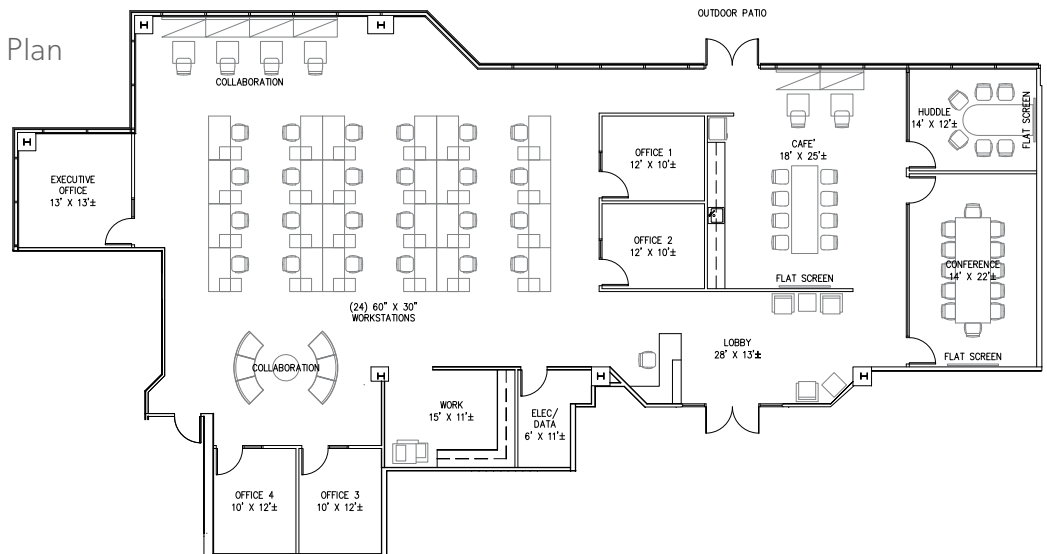 Plan
OUTDOOR PATIO
H
H
COLLABORATION
HUDDLE
14' X 12'±
FLAT SCREEN
H
EXECUTIVE
OFFICE
13' X 13'±
OFFICE 1
12' X 10'±
CAFE'
18' X 25'±
OFFICE 2
12' X 10'±
CONFERENCE
14' X 22'±
FLAT SCREEN
(24) 60" X 30"
WORKSTATIONS
LOBBY
28' X 13'±
FLAT SCREEN
COLLABORATION
H
H
H
WORK
15' X 11'±
ELEC/
DATA
6' X 11'±
OFFICE 4
10' X 12'±
OFFICE 3
10' X 12'±